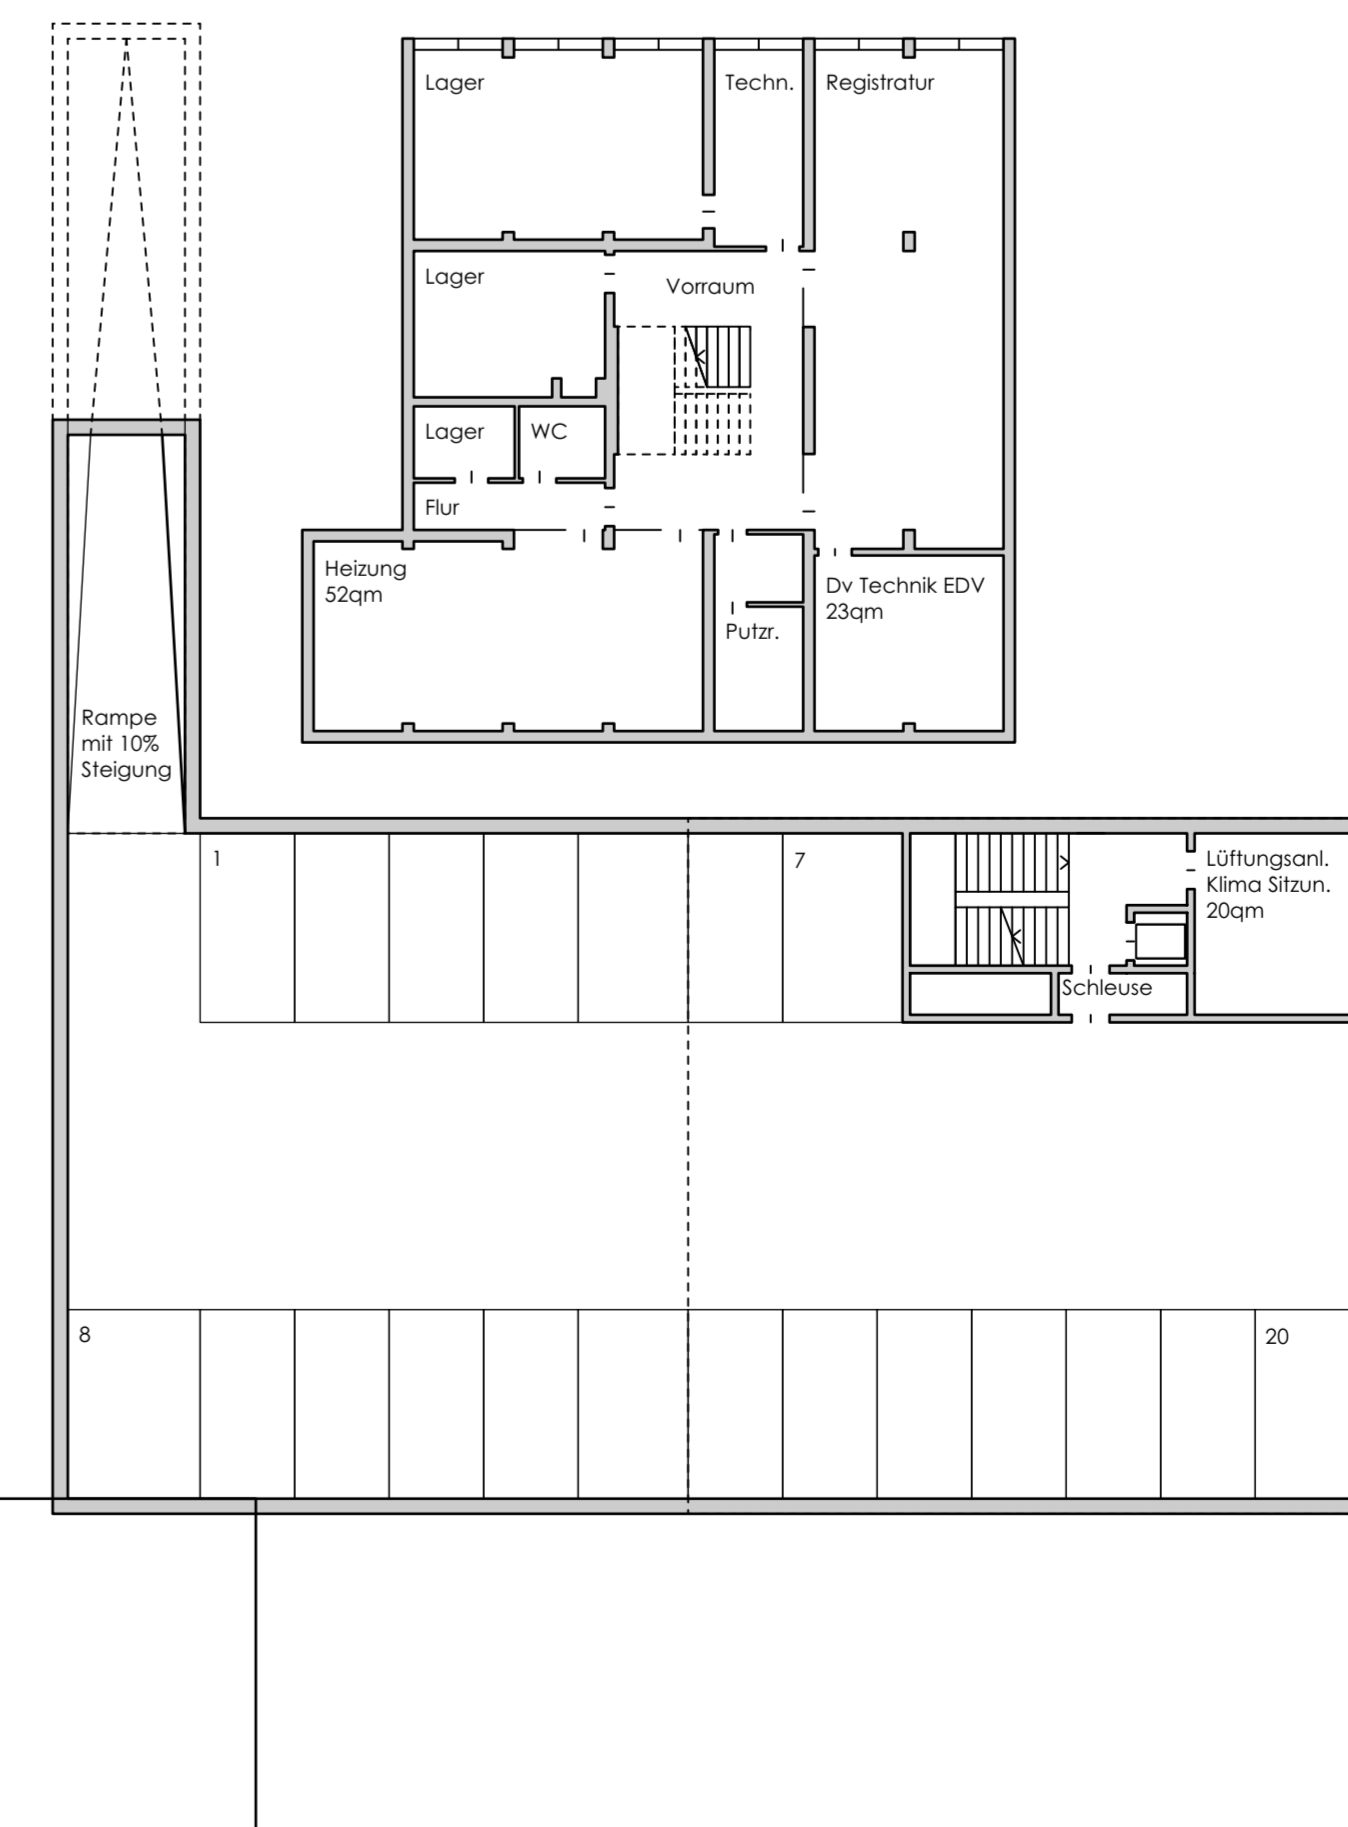 Lager
Techn.
Registratur
Lager
Vorraum
Lager
WC
Flur
Heizung
52qm
Dv Technik EDV
23qm
Putzr.
Rampe
mit 10%
Steigung
1
7
Lüftungsanl.
Klima Sitzun.
20qm
Schleuse
8
20